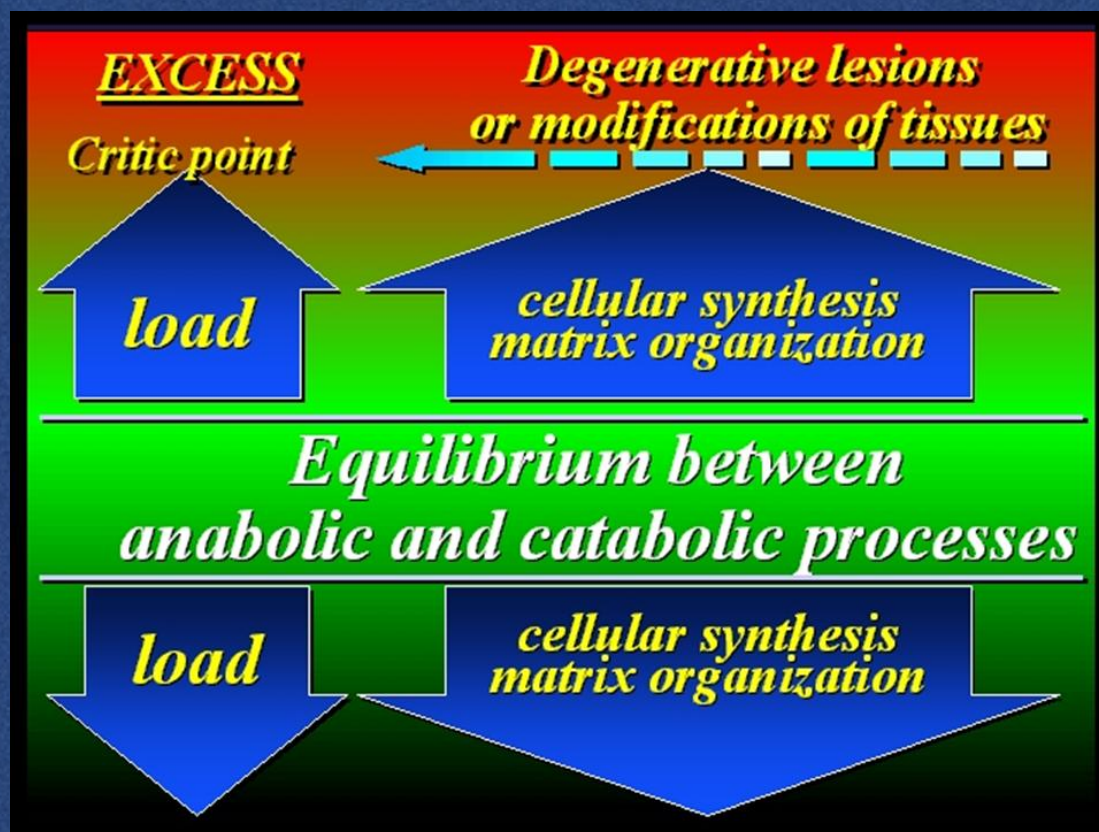 EXCESS
Degenerative lesions
or modifications of tissues
Critic point
load
cellular synthesis
matrix organization
Equilibrium between
anabolic and catabolic processes
load
cellular synthesis
matrix organization